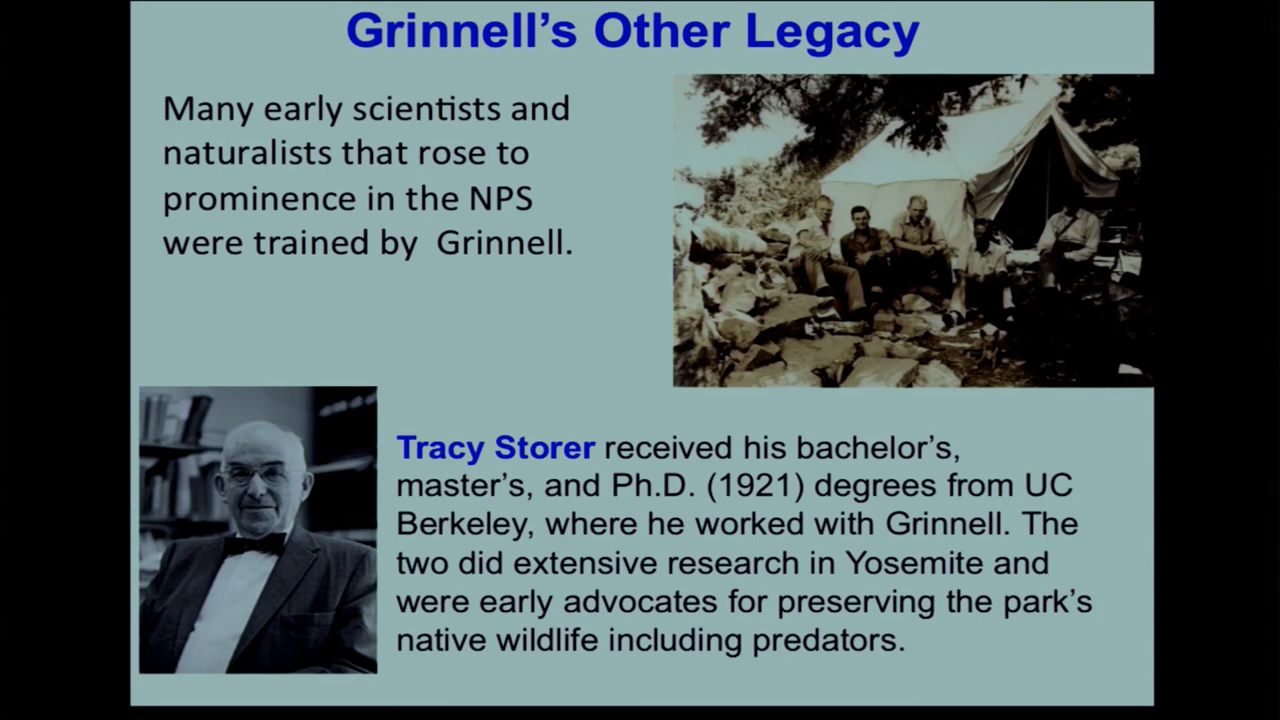 Grinnell’s Other Legacy
Many early scientists and
naturalists that rose to
prominence in the NPS
were trained by  Grinnell.
Tracy Storer received his bachelor’s,
master’s, and Ph.D. (1921) degrees from UC
Berkeley, where he worked with Grinnell. The
two did extensive research in Yosemite and
were early advocates for preserving the park’s
native wildlife including predators.